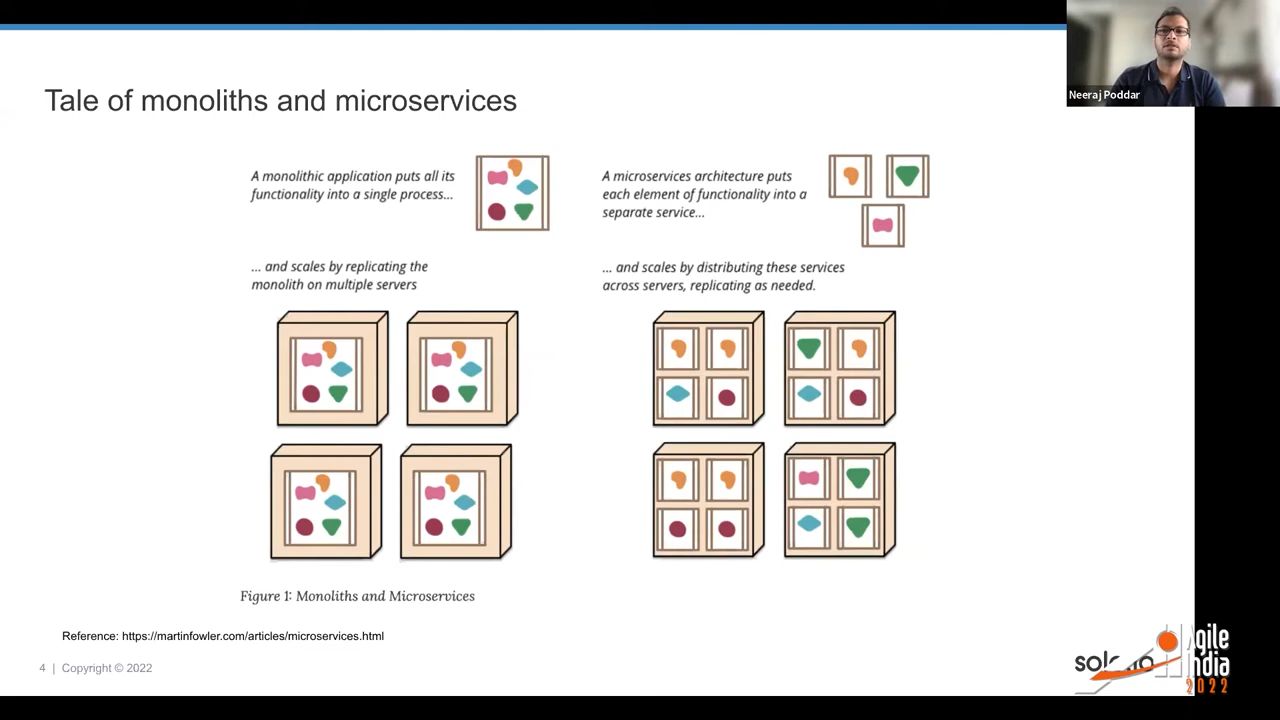 Neeraj Poddar
Tale of monoliths and microservices
A monolithic application puts all its
functionality into a single process...
... and scales by replicating the
monolith on multiple servers
A microservices architecture puts
each element of functionality into a
separate service...
... and scales by distributing these services
across servers, replicating as needed.
Figure 1: Monoliths and Microservices
Reference: https://martinfowler.com/articles/microservices.html
4 | Copyright © 2022
Agile
India
2022